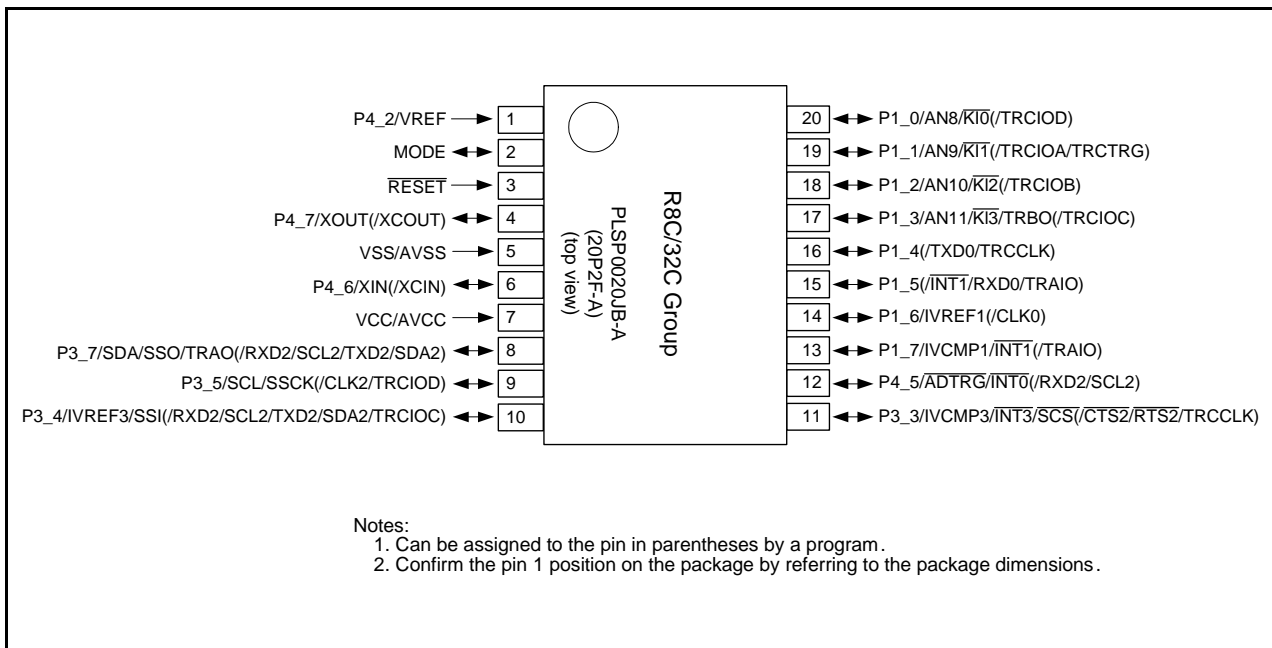 P4_2/VREF
1
MODE
2
RESET
3
P4_7/XOUT(/XCOUT)
4
VSS/AVSS
5
P4_6/XIN(/XCIN)
6
VCC/AVCC
7
P3_7/SDA/SSO/TRAO(/RXD2/SCL2/TXD2/SDA2)
8
P3_5/SCL/SSCK(/CLK2/TRCIOD)
9
P3_4/IVREF3/SSI(/RXD2/SCL2/TXD2/SDA2/TRCIOC)
10
R8C/32C Group
PLSP0020JB-A
(20P2F-A)
(top view)
20
P1_0/AN8/KI0(/TRCIOD)
19
P1_1/AN9/KI1(/TRCIOA/TRCTRG)
18
P1_2/AN10/KI2(/TRCIOB)
17
P1_3/AN11/KI3/TRBO(/TRCIOC)
16
P1_4(/TXD0/TRCCLK)
15
P1_5(/INT1/RXD0/TRAIO)
14
P1_6/IVREF1(/CLK0)
13
P1_7/IVCMP1/INT1(/TRAIO)
12
P4_5/ADTRG/INT0(/RXD2/SCL2)
11
P3_3/IVCMP3/INT3/SCS(/CTS2/RTS2/TRCCLK)
Notes:
1. Can be assigned to the pin in parentheses by a program.
2. Confirm the pin 1 position on the package by referring to the package dimensions.